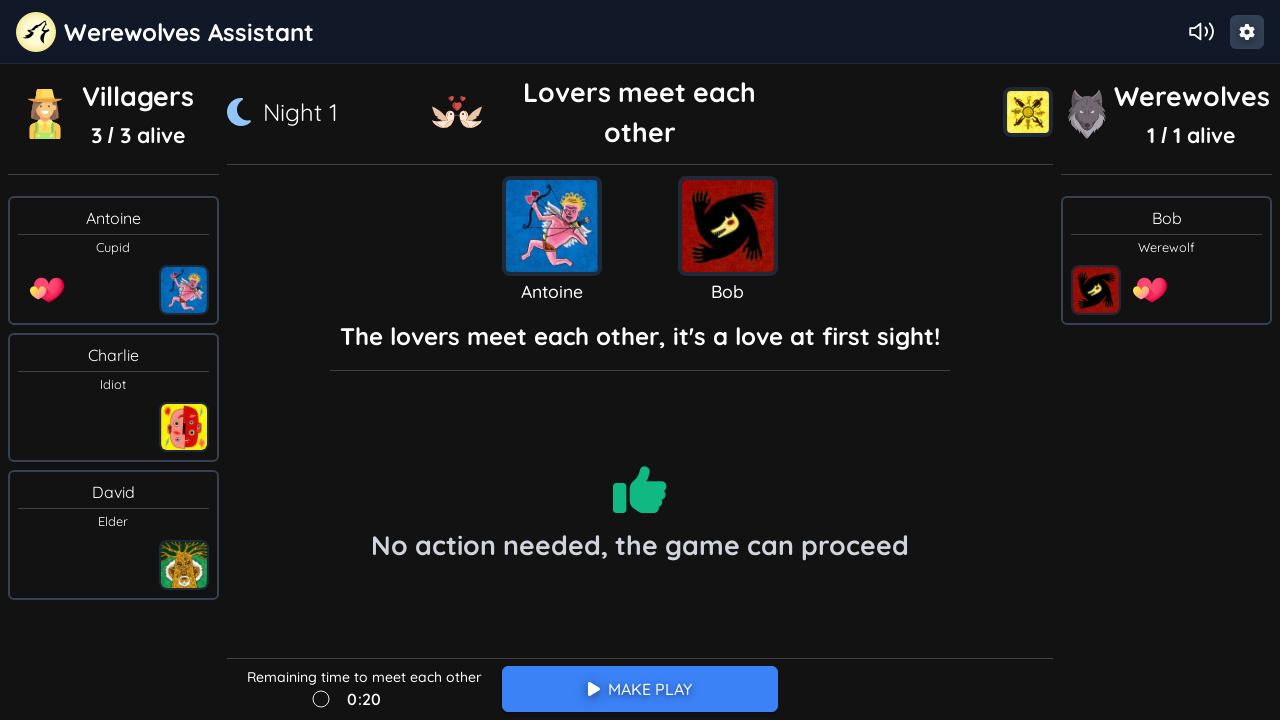 Werewolves Assistant
Villagers
3 / 3 alive
Night 1
Lovers meet each
other
Werewolves
1 / 1 alive
Antoine
Cupid
Charlie
Idiot
David
Elder
Antoine
Bob
The lovers meet each other, it's a love at first sight!
No action needed, the game can proceed
Bob
Werewolf
Remaining time to meet each other
0:20
MAKE PLAY